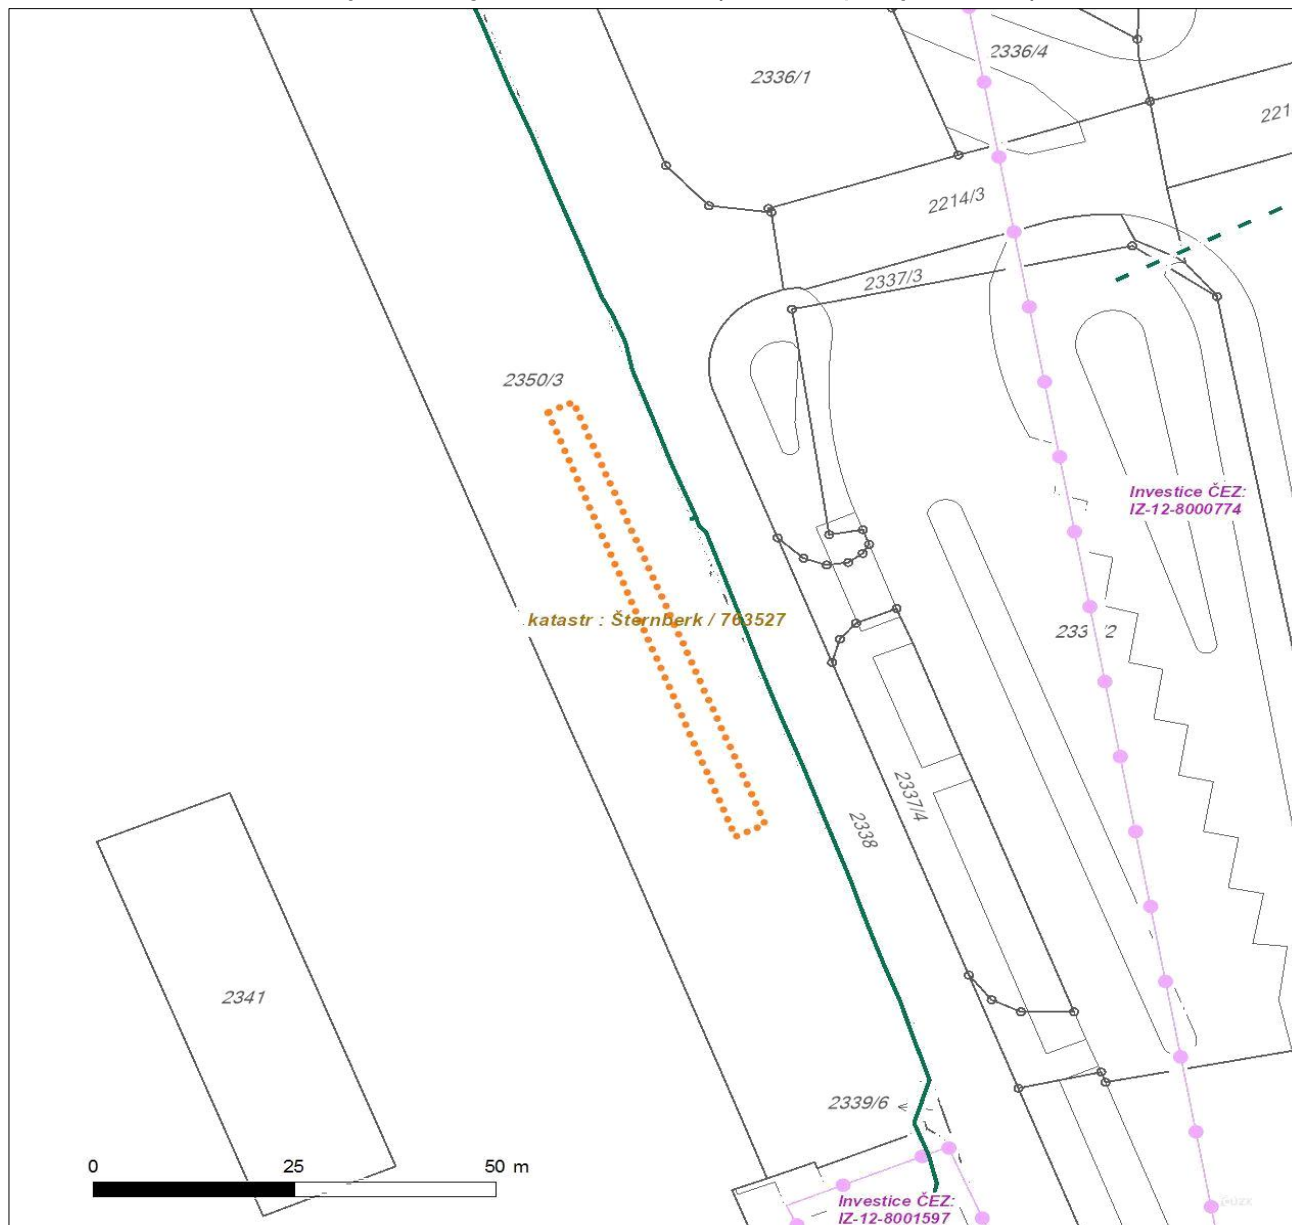 2336/1
2336/4
221
2214/3
2337/3
2350/3
Investice ČEZ:
IZ-12-8000774
katastr : Šternberk / 763527
2337/4
2338
2341
2339/6
0 25 50 m
Investice ČEZ:
IZ-12-8001597